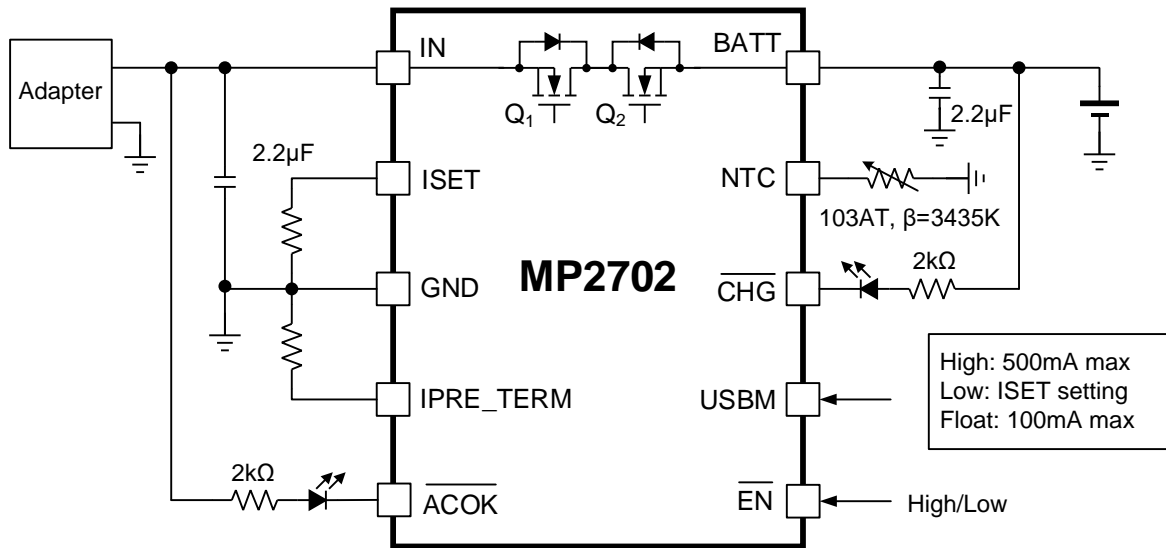 IN
BATT
Adapter
Q1
Q2
2.2µF
2.2µF
ISET
NTC
103AT, β=3435K
MP2702
GND
CHG
2kΩ
High: 500mA max
Low: ISET setting
Float: 100mA max
IPRE_TERM
USBM
2kΩ
ACOK
EN
High/Low